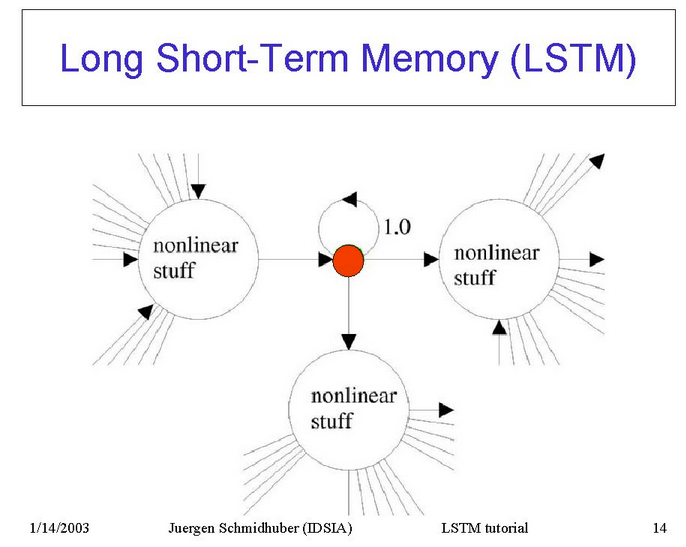 Long Short-Term Memory (LSTM)
1.0
nonlinear
stuff
nonlinear
stuff
nonlinear
stuff
1/14/2003 Juergen Schmidhuber (IDSIA) LSTM tutorial 14